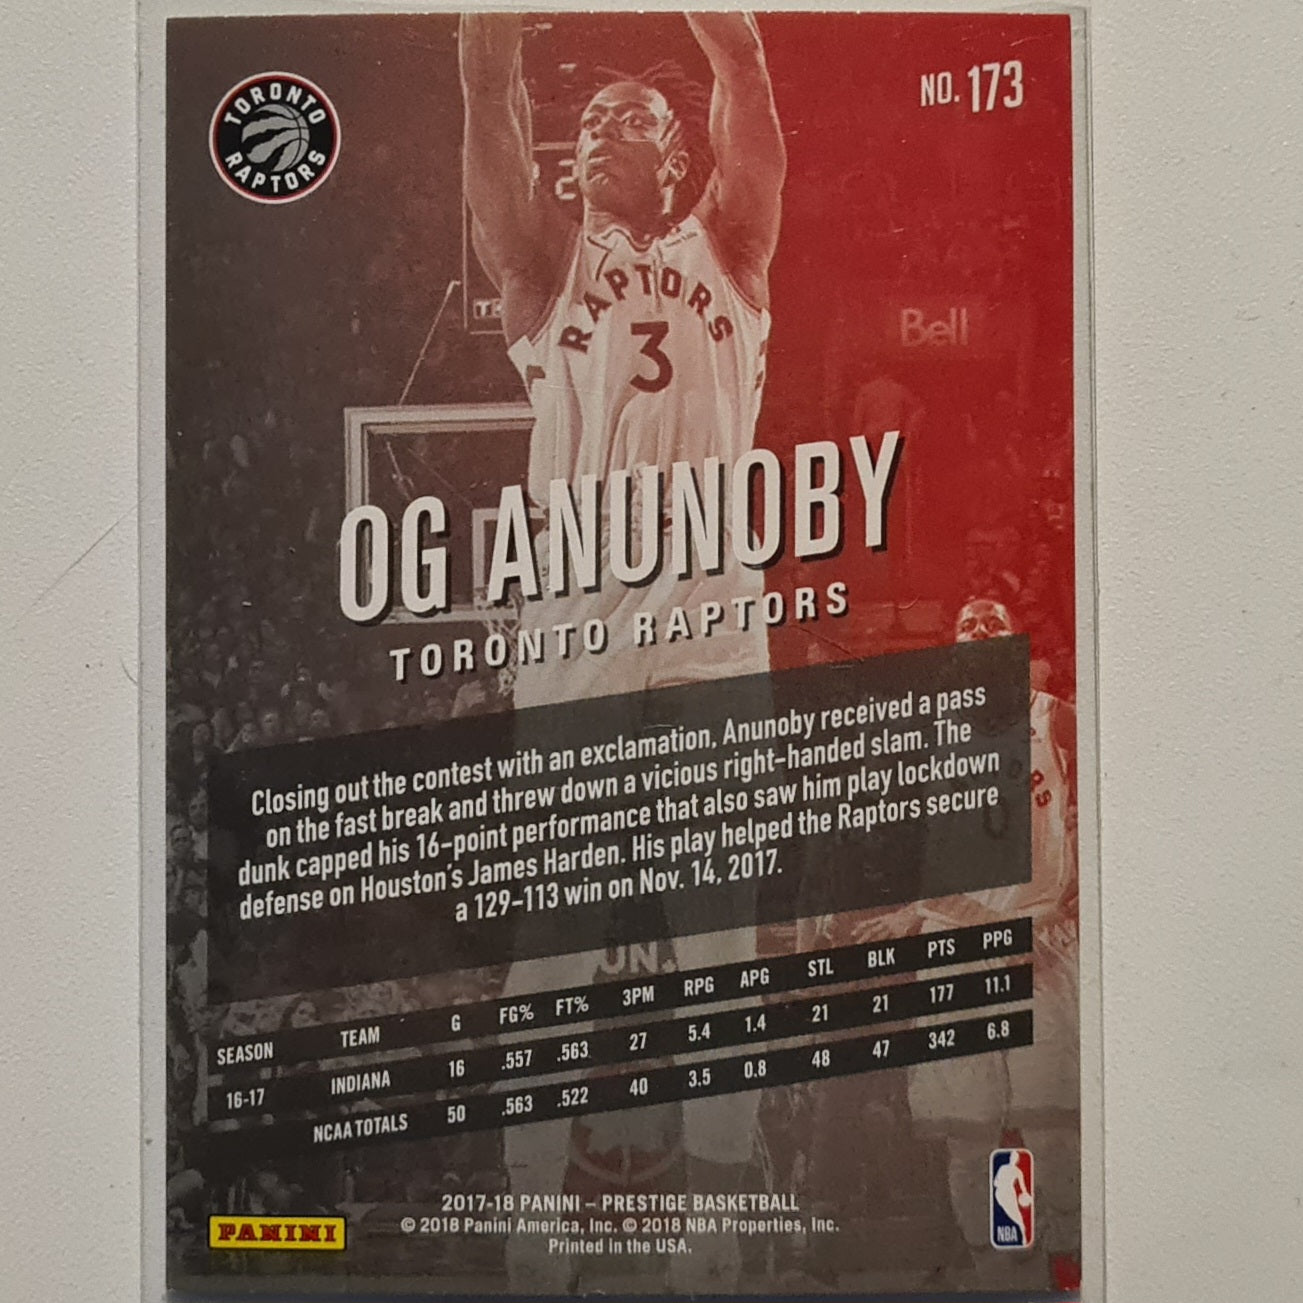 TORONTO
RAPTORS
NO. 173
RAPTORS
3
Bell
OG ANUNOBY
TORONTO RAPTORS
Closing out the contest with an exclamation, Anunoby received a pass
on the fast break and threw down a vicious right-handed slam. The
dunk capped his 16-point performance that also saw him play lockdown
defense on Houston's James Harden. His play helped the Raptors secure
a 129-113 win on Nov. 14, 2017.
SEASON TEAM G FG% FT% 3PM RPG APG STL BLK PTS PPG
16-17 INDIANA 16 .557 .563 27 5.4 1.4 21 21 177 11.1
NCAA TOTALS 50 .563 .522 40 3.5 0.8 48 47 342 6.8
2017-18 PANINI – PRESTIGE BASKETBALL
© 2018 Panini America, Inc. © 2018 NBA Properties, Inc.
Printed in the USA.
PANINI
NBA